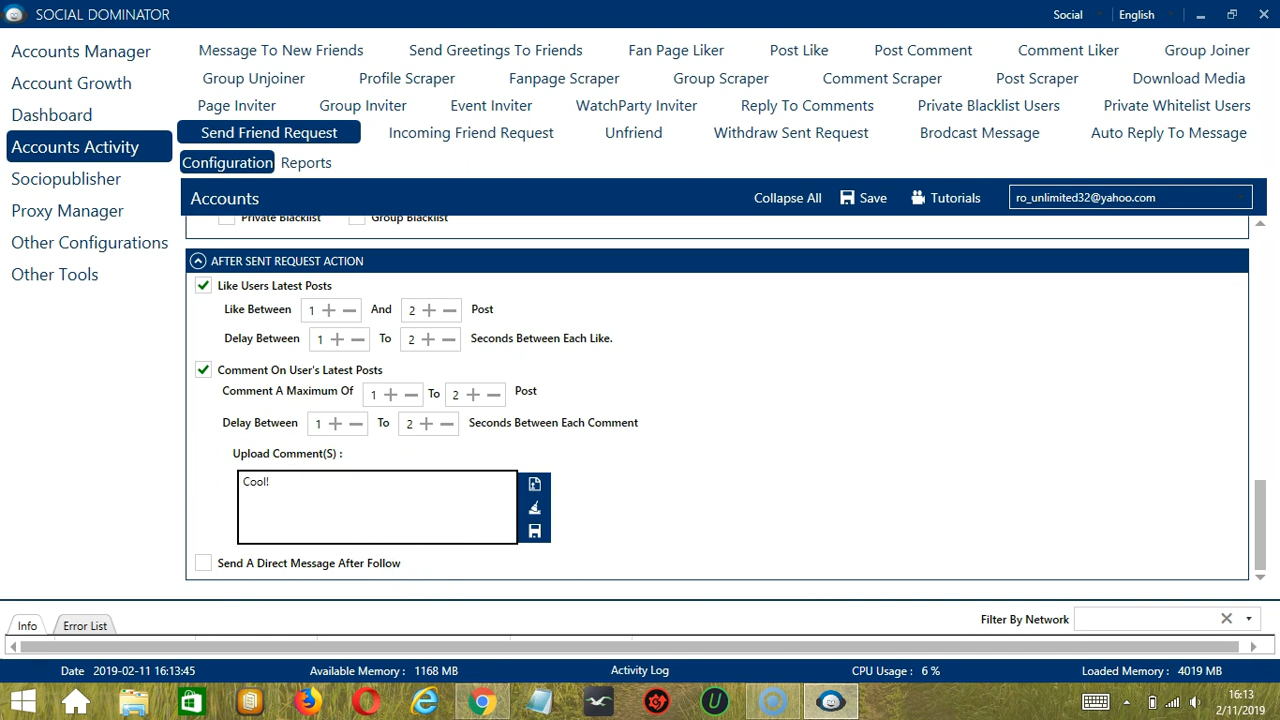 SOCIAL DOMINATOR
Social English
Accounts Manager
Account Growth
Dashboard
Accounts Activity
Sociopublisher
Proxy Manager
Other Configurations
Other Tools
Message To New Friends Send Greetings To Friends Fan Page Liker Post Like Post Comment Comment Liker Group Joiner
Group Unjoiner Profile Scraper Fanpage Scraper Group Scraper Comment Scraper Post Scraper Download Media
Page Inviter Group Inviter Event Inviter WatchParty Inviter Reply To Comments Private Blacklist Users Private Whitelist Users
Send Friend Request Incoming Friend Request Unfriend Withdraw Sent Request Brodcast Message Auto Reply To Message
Configuration Reports
Accounts Collapse All Save Tutorials ro_unlimited32@yahoo.com
Private Blacklist Group Blacklist
AFTER SENT REQUEST ACTION
Like Users Latest Posts
Like Between 1 + − And 2 + − Post
Delay Between 1 + − To 2 + − Seconds Between Each Like.
Comment On User's Latest Posts
Comment A Maximum Of 1 + − To 2 + − Post
Delay Between 1 + − To 2 + − Seconds Between Each Comment
Upload Comment(S) :
Cool!
Send A Direct Message After Follow
Info Error List Filter By Network
Date 2019-02-11 16:13:45 Available Memory : 1168 MB Activity Log CPU Usage : 6 % Loaded Memory : 4019 MB
16:13
2/11/2019